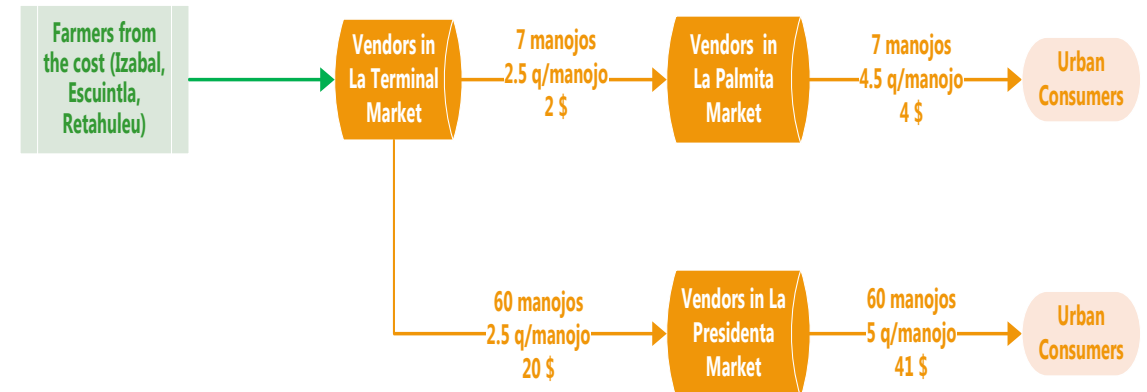 Farmers from
the cost (Izabal,
Escuintla,
Retahuleu)
Vendors in
La Terminal
Market
7 manojos
2.5 q/manojo
2 $
Vendors in
La Palmita
Market
7 manojos
4.5 q/manojo
4 $
Urban
Consumers
60 manojos
2.5 q/manojo
20 $
Vendors in La
Presidenta
Market
60 manojos
5 q/manojo
41 $
Urban
Consumers